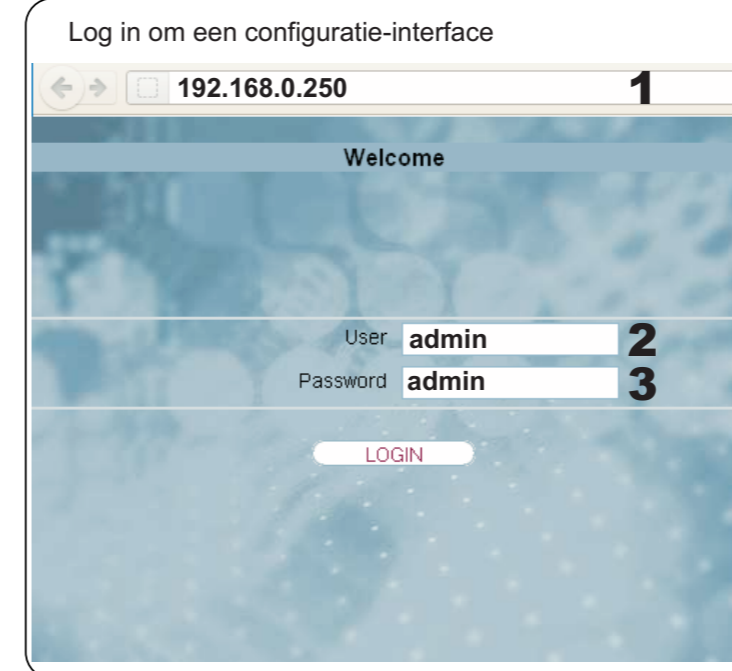 Log in om een configuratie-interface
192.168.0.250 1
Welcome
User admin 2
Password admin 3
LOGIN